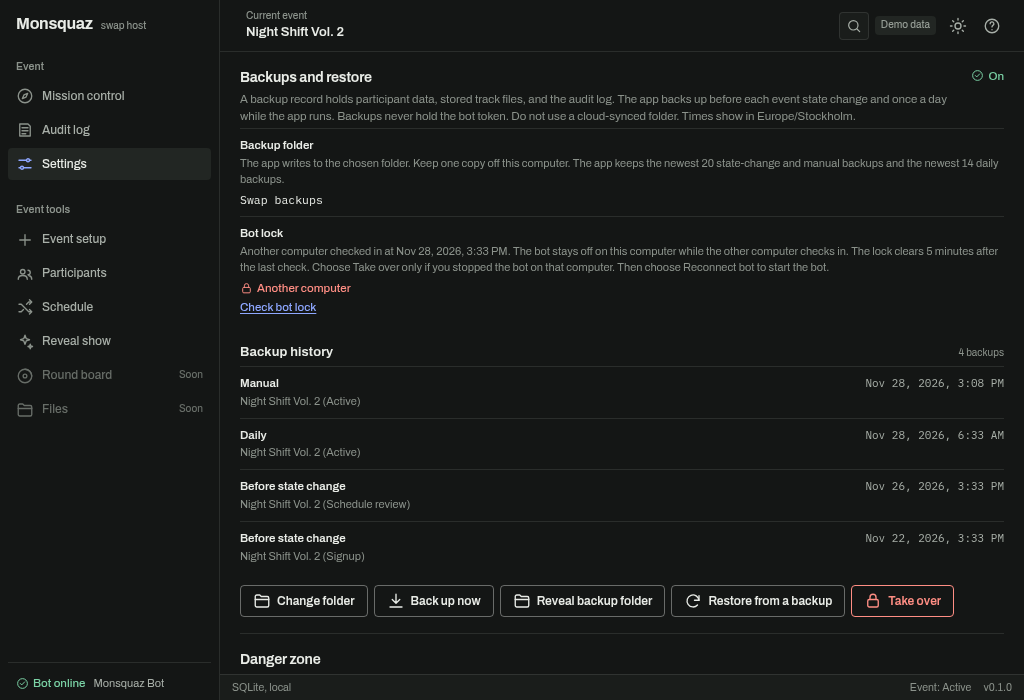 Monsquaz swap host
Event
Mission control
Audit log
Settings
Event tools
Event setup
Participants
Schedule
Reveal show
Round board Soon
Files Soon
Bot online Monsquaz Bot
Current event
Night Shift Vol. 2
Demo data
Backups and restore
On
A backup record holds participant data, stored track files, and the audit log. The app backs up before each event state change and once a day
while the app runs. Backups never hold the bot token. Do not use a cloud-synced folder. Times show in Europe/Stockholm.
Backup folder
The app writes to the chosen folder. Keep one copy off this computer. The app keeps the newest 20 state-change and manual backups and the newest 14 daily
backups.
Swap backups
Bot lock
Another computer checked in at Nov 28, 2026, 3:33 PM. The bot stays off on this computer while the other computer checks in. The lock clears 5 minutes after
the last check. Choose Take over only if you stopped the bot on that computer. Then choose Reconnect bot to start the bot.
Another computer
Check bot lock
Backup history 4 backups
Manual Nov 28, 2026, 3:08 PM
Night Shift Vol. 2 (Active)
Daily Nov 28, 2026, 6:33 AM
Night Shift Vol. 2 (Active)
Before state change Nov 26, 2026, 3:33 PM
Night Shift Vol. 2 (Schedule review)
Before state change Nov 22, 2026, 3:33 PM
Night Shift Vol. 2 (Signup)
Change folder Back up now Reveal backup folder Restore from a backup Take over
Danger zone
SQLite, local Event: Active v0.1.0